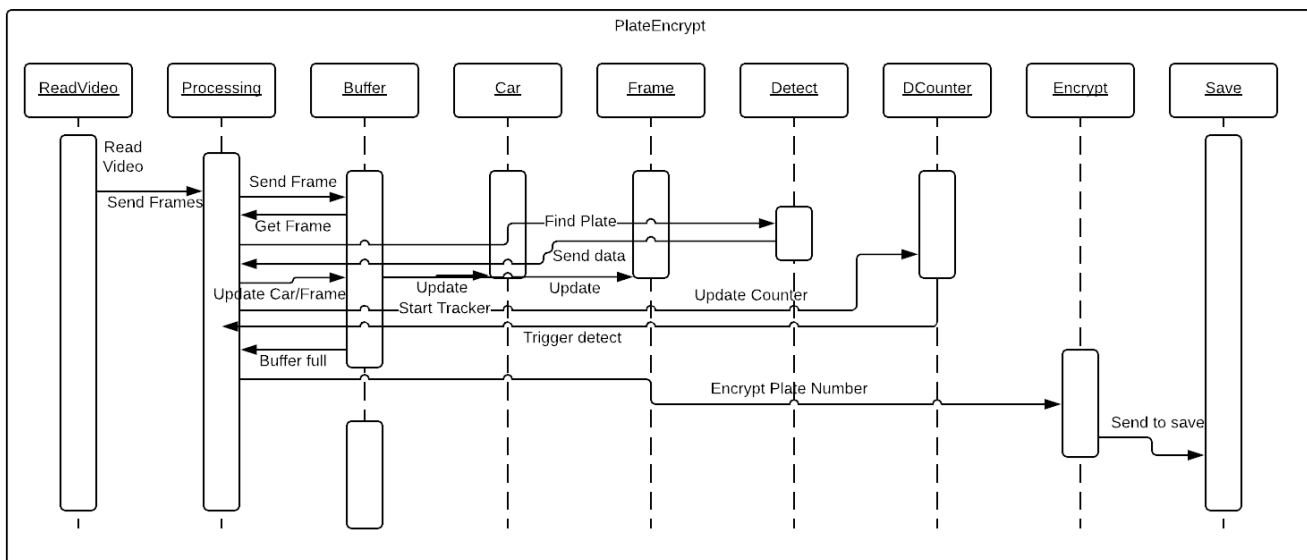 PlateEncrypt
ReadVideo
Processing
Buffer
Car
Frame
Detect
DCounter
Encrypt
Save
Read
Video
Send Frames
Send Frame
Get Frame
Find Plate
Send data
Update Car/Frame
Update
Update
Start Tracker
Update Counter
Trigger detect
Buffer full
Encrypt Plate Number
Send to save